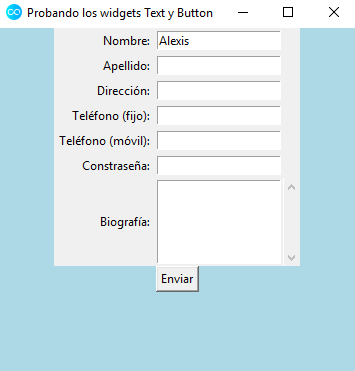 Probando los widgets Text y Button
Nombre: Alexis
Apellido:
Dirección:
Teléfono (fijo):
Teléfono (móvil):
Constraseña:
Biografía:
Enviar